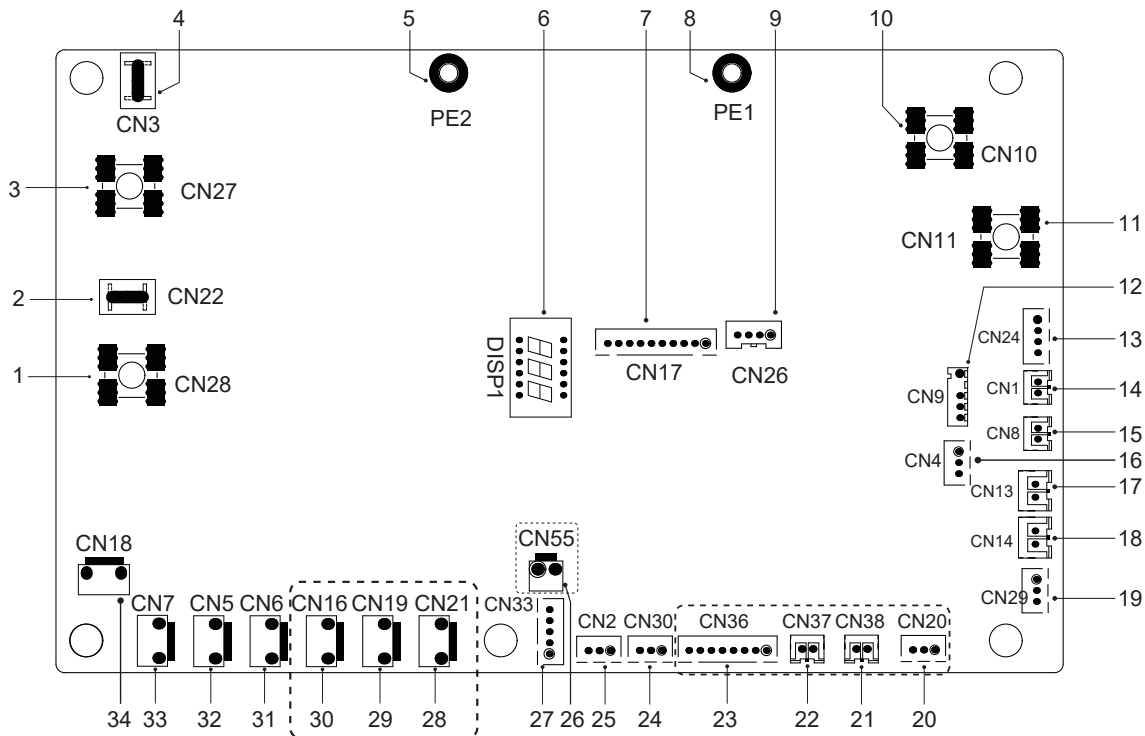 4 5 6 7 8 9 10
CN3 PE2 PE1
CN10
3 CN27
CN11 11
2 CN22 12
CN24 13
DISP1 CN17 CN26
1 CN28
CN9 CN1 14
CN8 15
CN4 16
CN13 17
CN14 18
CN18 CN55
CN29 19
CN7 CN5 CN6 CN16 CN19 CN21 CN33 CN2 CN30 CN36 CN37 CN38 CN20
34 33 32 31 30 29 28 27 26 25 24 23 22 21 20